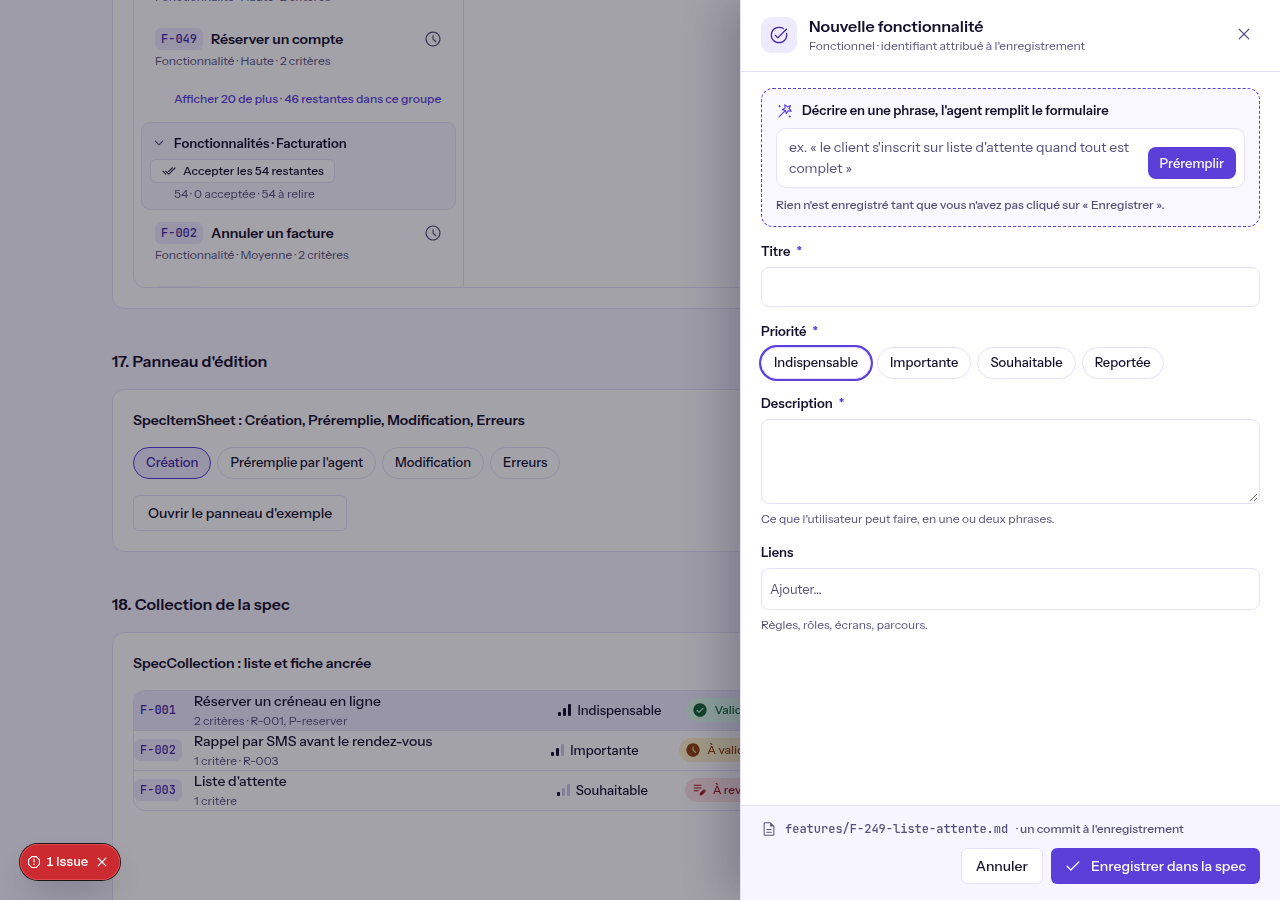 F-049 Réserver un compte
Fonctionnalité · Haute · 2 critères
Afficher 20 de plus · 46 restantes dans ce groupe
Fonctionnalités · Facturation
Accepter les 54 restantes
54 · 0 acceptée · 54 à relire
F-002 Annuler un facture
Fonctionnalité · Moyenne · 2 critères
17. Panneau d'édition
SpecItemSheet : Création, Préremplie, Modification, Erreurs
Création Préremplie par l'agent Modification Erreurs
Ouvrir le panneau d'exemple
18. Collection de la spec
SpecCollection : liste et fiche ancrée
F-001 Réserver un créneau en ligne Indispensable
2 critères · R-001, P-reserver
F-002 Rappel par SMS avant le rendez-vous Importante
1 critère · R-003
F-003 Liste d'attente Souhaitable
1 critère
1 Issue
Nouvelle fonctionnalité
Fonctionnel · identifiant attribué à l'enregistrement
Décrire en une phrase, l'agent remplit le formulaire
ex. « le client s'inscrit sur liste d'attente quand tout est
complet »
Préremplir
Rien n'est enregistré tant que vous n'avez pas cliqué sur « Enregistrer ».
Titre *
Priorité *
Indispensable Importante Souhaitable Reportée
Description *
Ce que l'utilisateur peut faire, en une ou deux phrases.
Liens
Ajouter...
Règles, rôles, écrans, parcours.
features/F-249-liste-attente.md · un commit à l'enregistrement
Annuler Enregistrer dans la spec